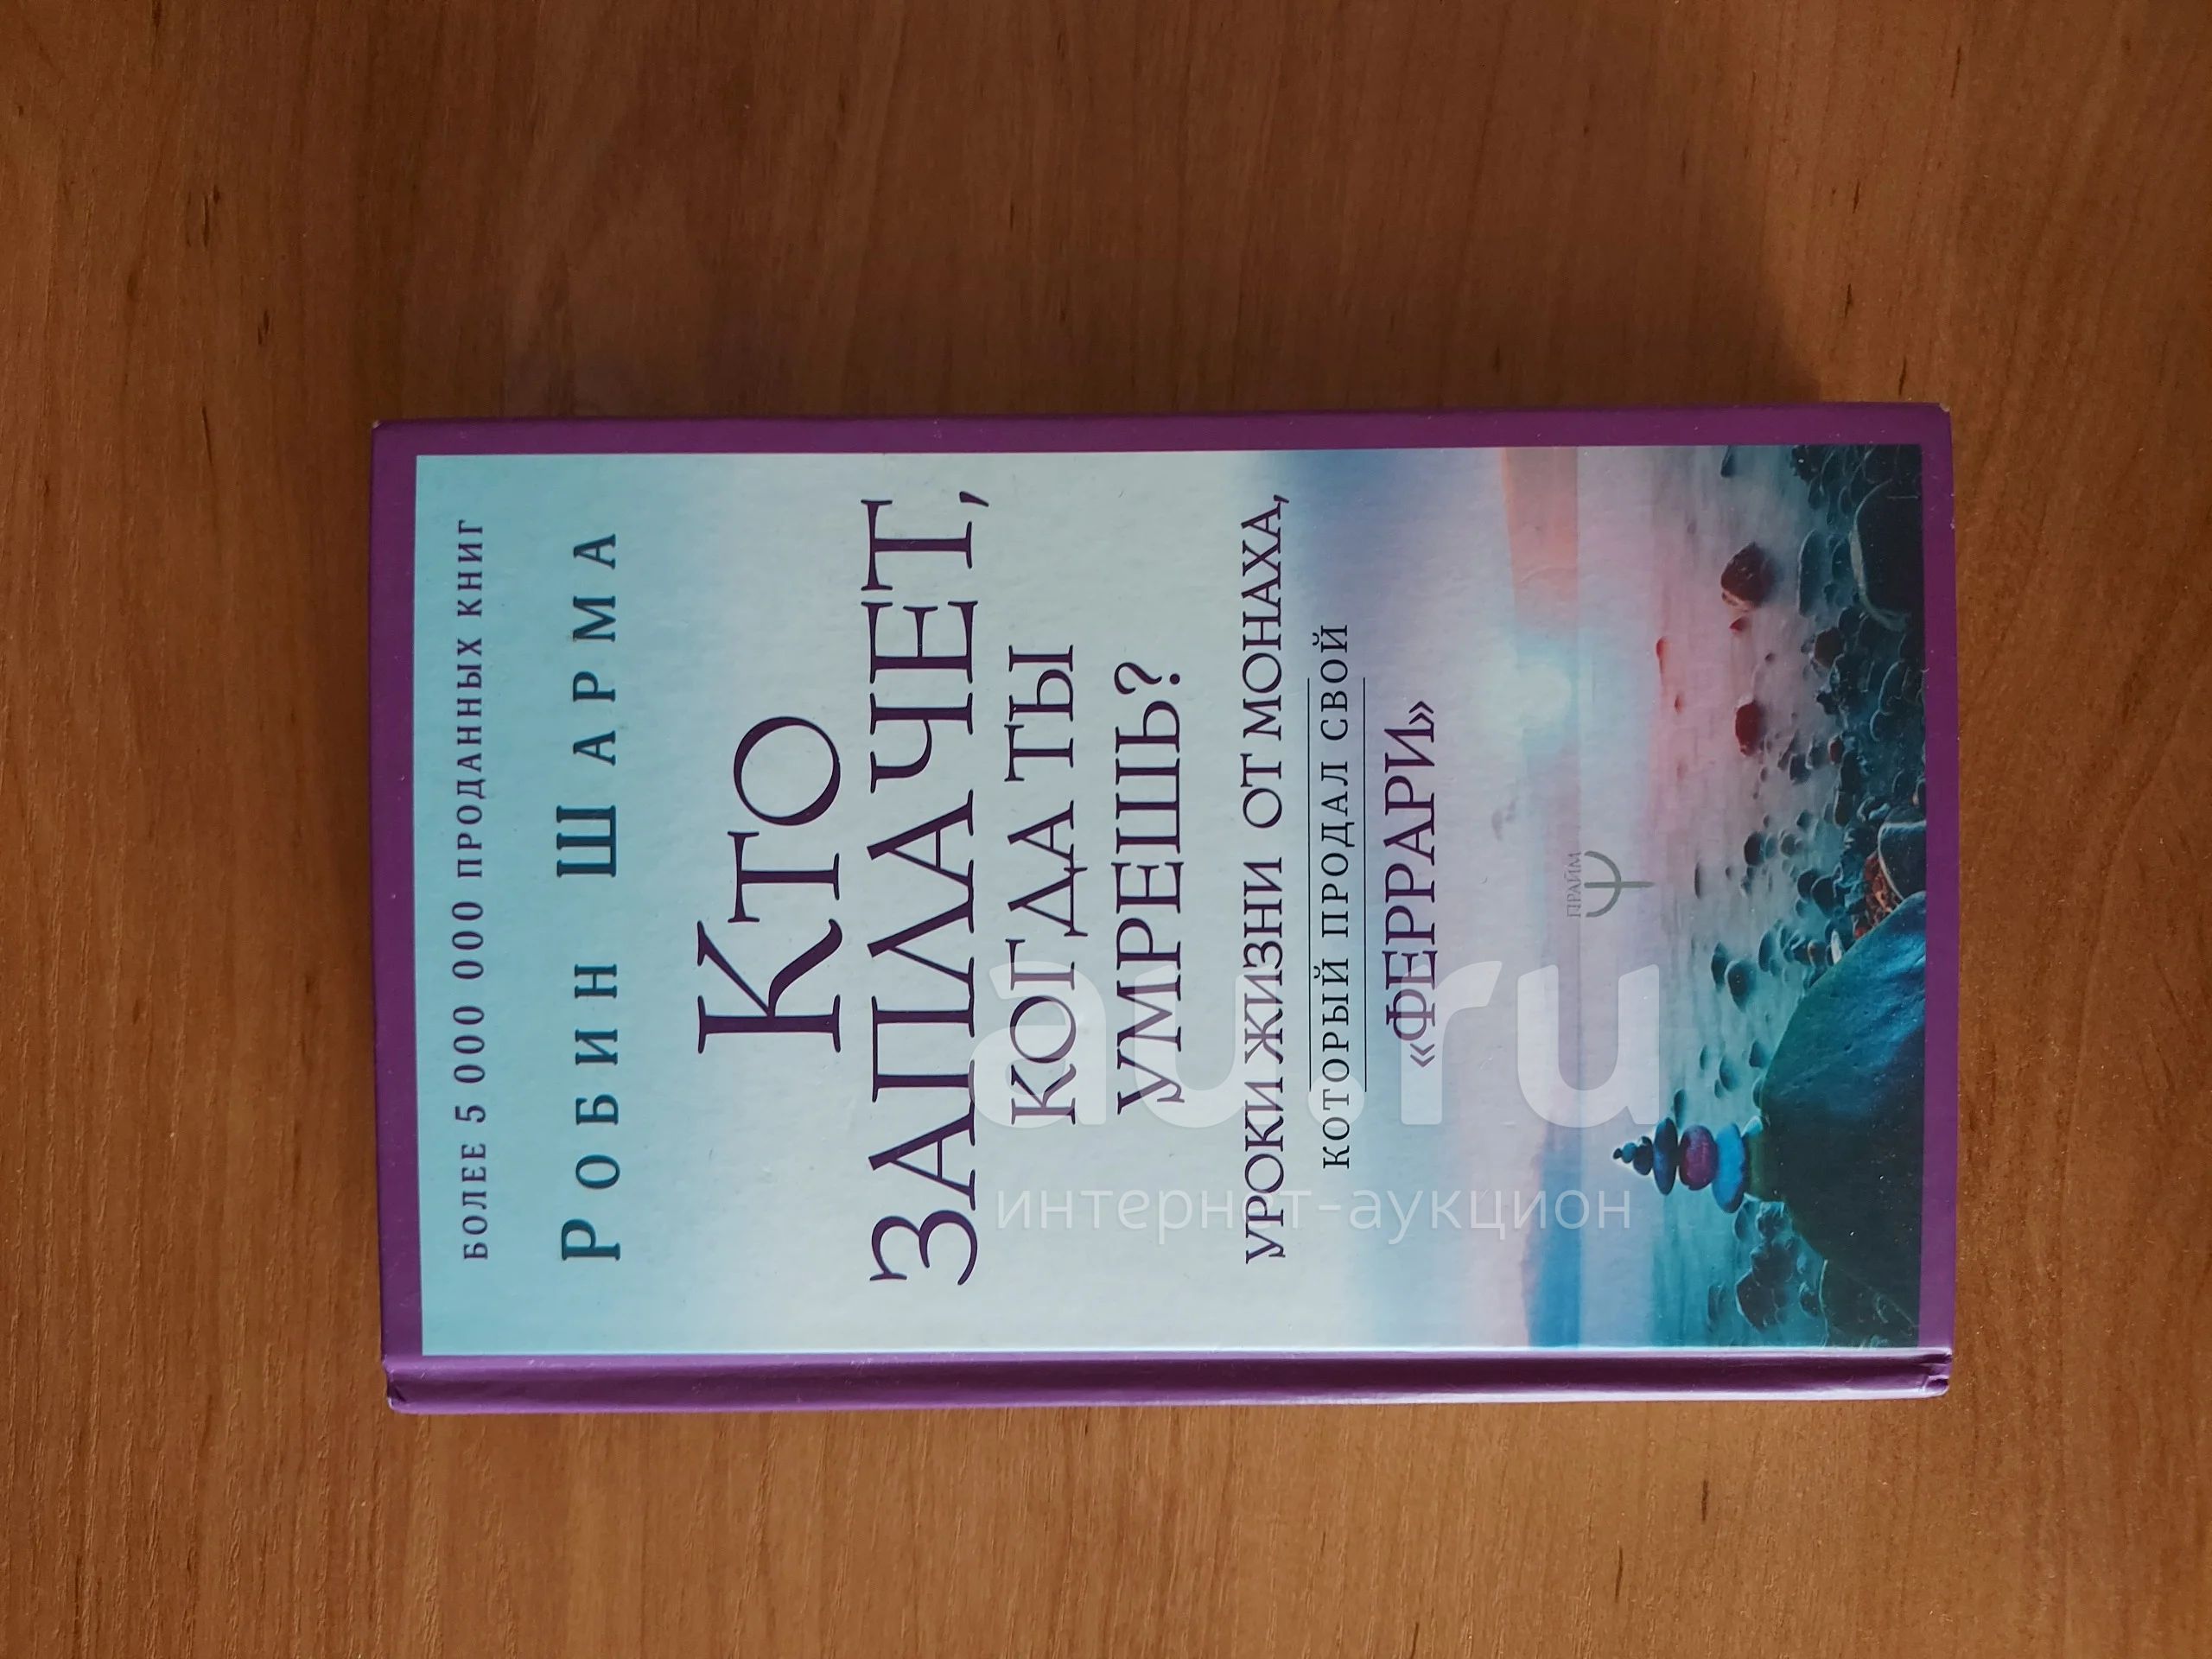 БОЛЕЕ 5 000 000 ПРОДАННЫХ КНИГ
РОБИН ШАРМА
КТО
ЗАПЛАЧЕТ,
КОГДА ТЫ
УМРЕШЬ?
УРОКИ ЖИЗНИ ОТ МОНАХА,
КОТОРЫЙ ПРОДАЛ СВОЙ
«ФЕРРАРИ»
ПРАЙМ
au.ru
интернет-аукцион